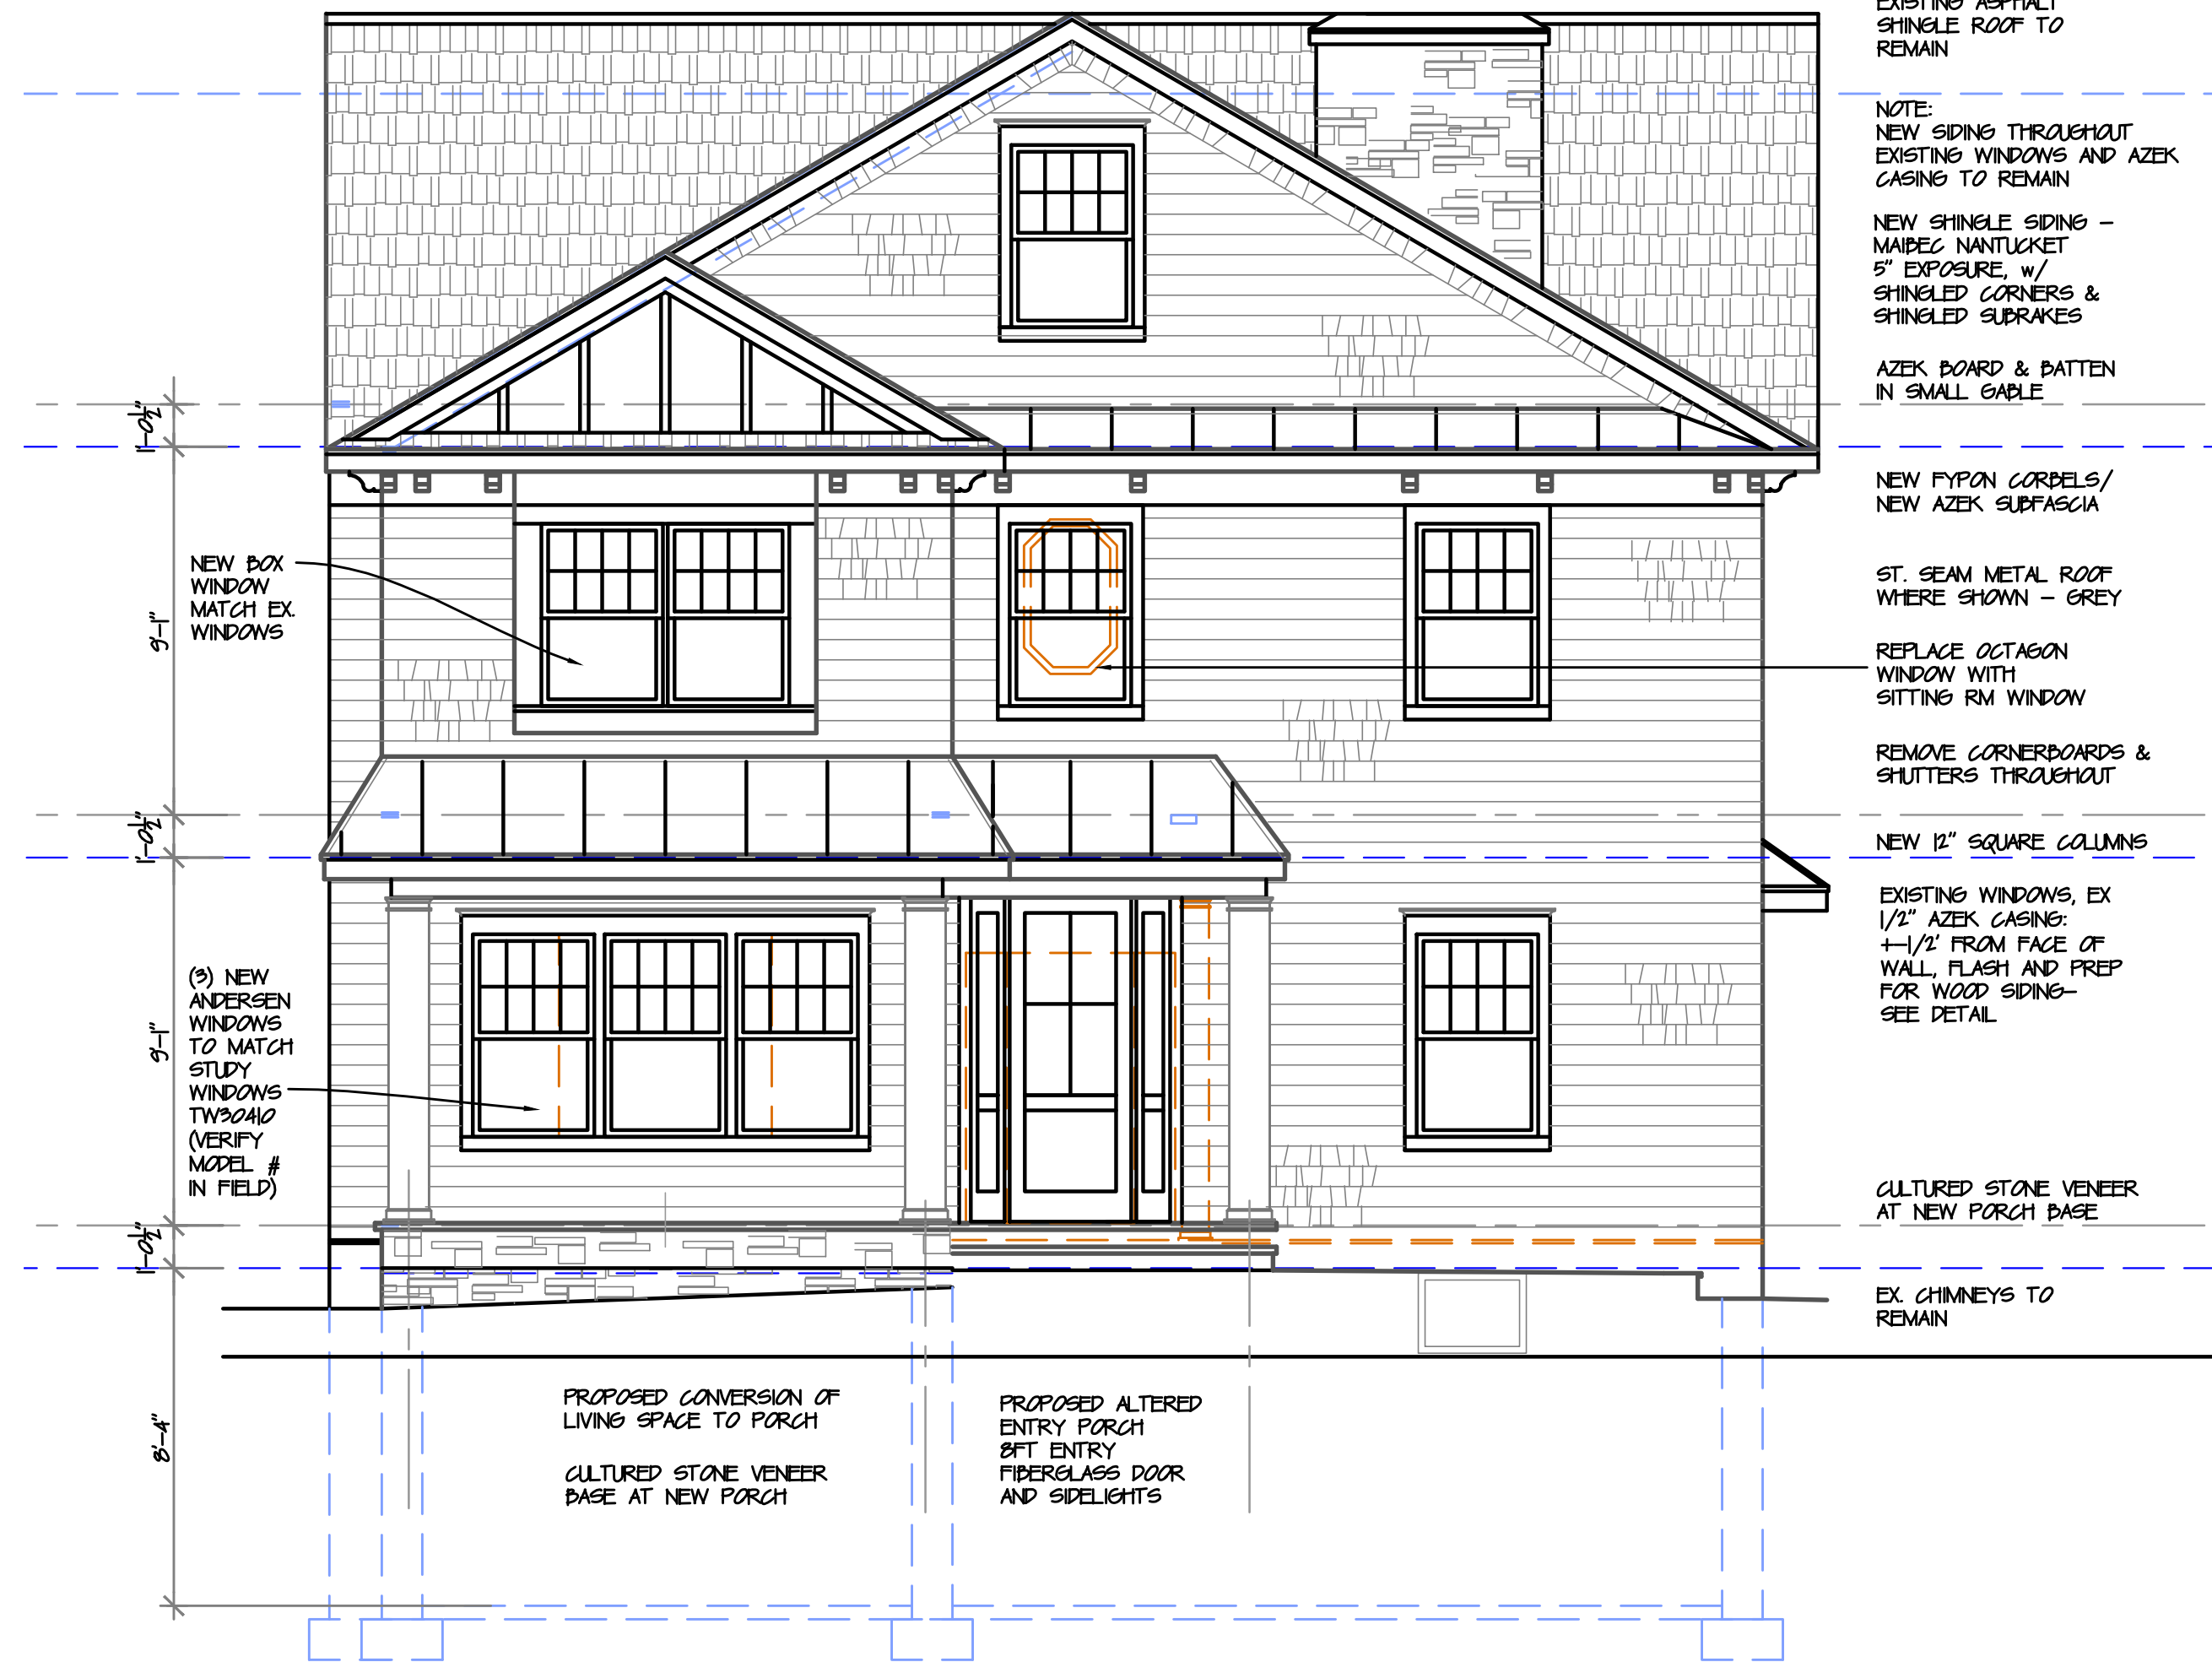 EXISTING ASPHALT
SHINGLE ROOF TO
REMAIN
NOTE:
NEW SIDING THROUGHOUT
EXISTING WINDOWS AND AZEK
CASING TO REMAIN
NEW SHINGLE SIDING -
MAIBEC NANTUCKET
5" EXPOSURE, w/
SHINGLED CORNERS &
SHINGLED SUBRAKES
AZEK BOARD & BATTEN
IN SMALL GABLE
NEW FYPON CORBELS/
NEW AZEK SUBFASCIA
ST. SEAM METAL ROOF
WHERE SHOWN - GREY
REPLACE OCTAGON
WINDOW WITH
SITTING RM WINDOW
REMOVE CORNERBOARDS &
SHUTTERS THROUGHOUT
NEW 12" SQUARE COLUMNS
EXISTING WINDOWS, EX
1/2" AZEK CASING:
+-1/2' FROM FACE OF
WALL, FLASH AND PREP
FOR WOOD SIDING-
SEE DETAIL
CULTURED STONE VENEER
AT NEW PORCH BASE
EX. CHIMNEYS TO
REMAIN
1'-0½"
9'-1"
1'-0½"
9'-1"
1'-0½"
8'-4"
NEW BOX
WINDOW
MATCH EX.
WINDOWS
(3) NEW
ANDERSEN
WINDOWS
TO MATCH
STUDY
WINDOWS
TW30410
(VERIFY
MODEL #
IN FIELD)
PROPOSED CONVERSION OF
LIVING SPACE TO PORCH
CULTURED STONE VENEER
BASE AT NEW PORCH
PROPOSED ALTERED
ENTRY PORCH
8FT ENTRY
FIBERGLASS DOOR
AND SIDELIGHTS